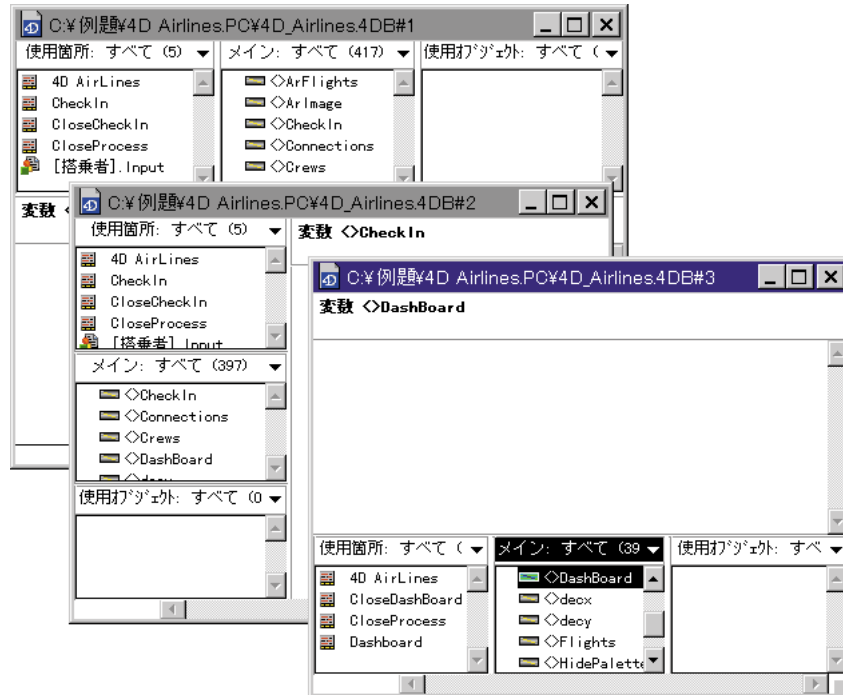 C:¥例題¥4D Airlines.PC¥4D_Airlines.4DB#1
使用箇所: すべて (5) メイン: すべて (417) 使用ｵﾌﾞｼﾞｪｸﾄ: すべて (
4D AirLines
CheckIn
CloseCheckIn
CloseProcess
[搭乗者].Input
<>ArFlights
<>ArImage
<>CheckIn
<>Connections
<>Crews
変数 <
C:¥例題¥4D Airlines.PC¥4D_Airlines.4DB#2
使用箇所: すべて (5)
変数 <>CheckIn
4D AirLines
CheckIn
CloseCheckIn
CloseProcess
[搭乗者].Input
メイン: すべて (397)
<>CheckIn
<>Connections
<>Crews
<>DashBoard
<>decx
使用ｵﾌﾞｼﾞｪｸﾄ: すべて (0
C:¥例題¥4D Airlines.PC¥4D_Airlines.4DB#3
変数 <>DashBoard
使用箇所: すべて ( メイン: すべて (39 使用ｵﾌﾞｼﾞｪｸﾄ: すべ
4D AirLines
CloseDashBoard
CloseProcess
Dashboard
<>DashBoard
<>decx
<>decy
<>Flights
<>HidePalette